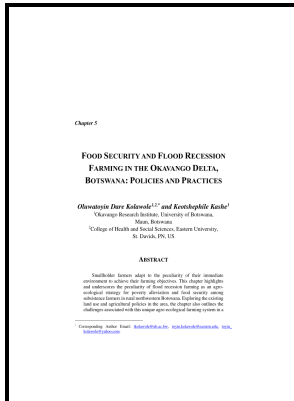 Chapter 5
FOOD SECURITY AND FLOOD RECESSION
FARMING IN THE OKAVANGO DELTA,
BOTSWANA: POLICIES AND PRACTICES
Oluwatoyin Dare Kolawole1,2,* and Keotshephile Kashe1
1Okavango Research Institute, University of Botswana,
Maun, Botswana
2College of Health and Social Sciences, Eastern University,
St. Davids, PN, US
ABSTRACT
Smallholder farmers adapt to the peculiarity of their immediate
environment to achieve their farming objectives. This chapter highlights
and underscores the peculiarity of flood recession farming as an agro-
ecological strategy for poverty alleviation and food security among
subsistence farmers in rural northwestern Botswana. Exploring the existing
land use and agricultural policies in the area, the chapter also outlines the
challenges associated with this unique agro-ecological farming system in a
* Corresponding Author Email: